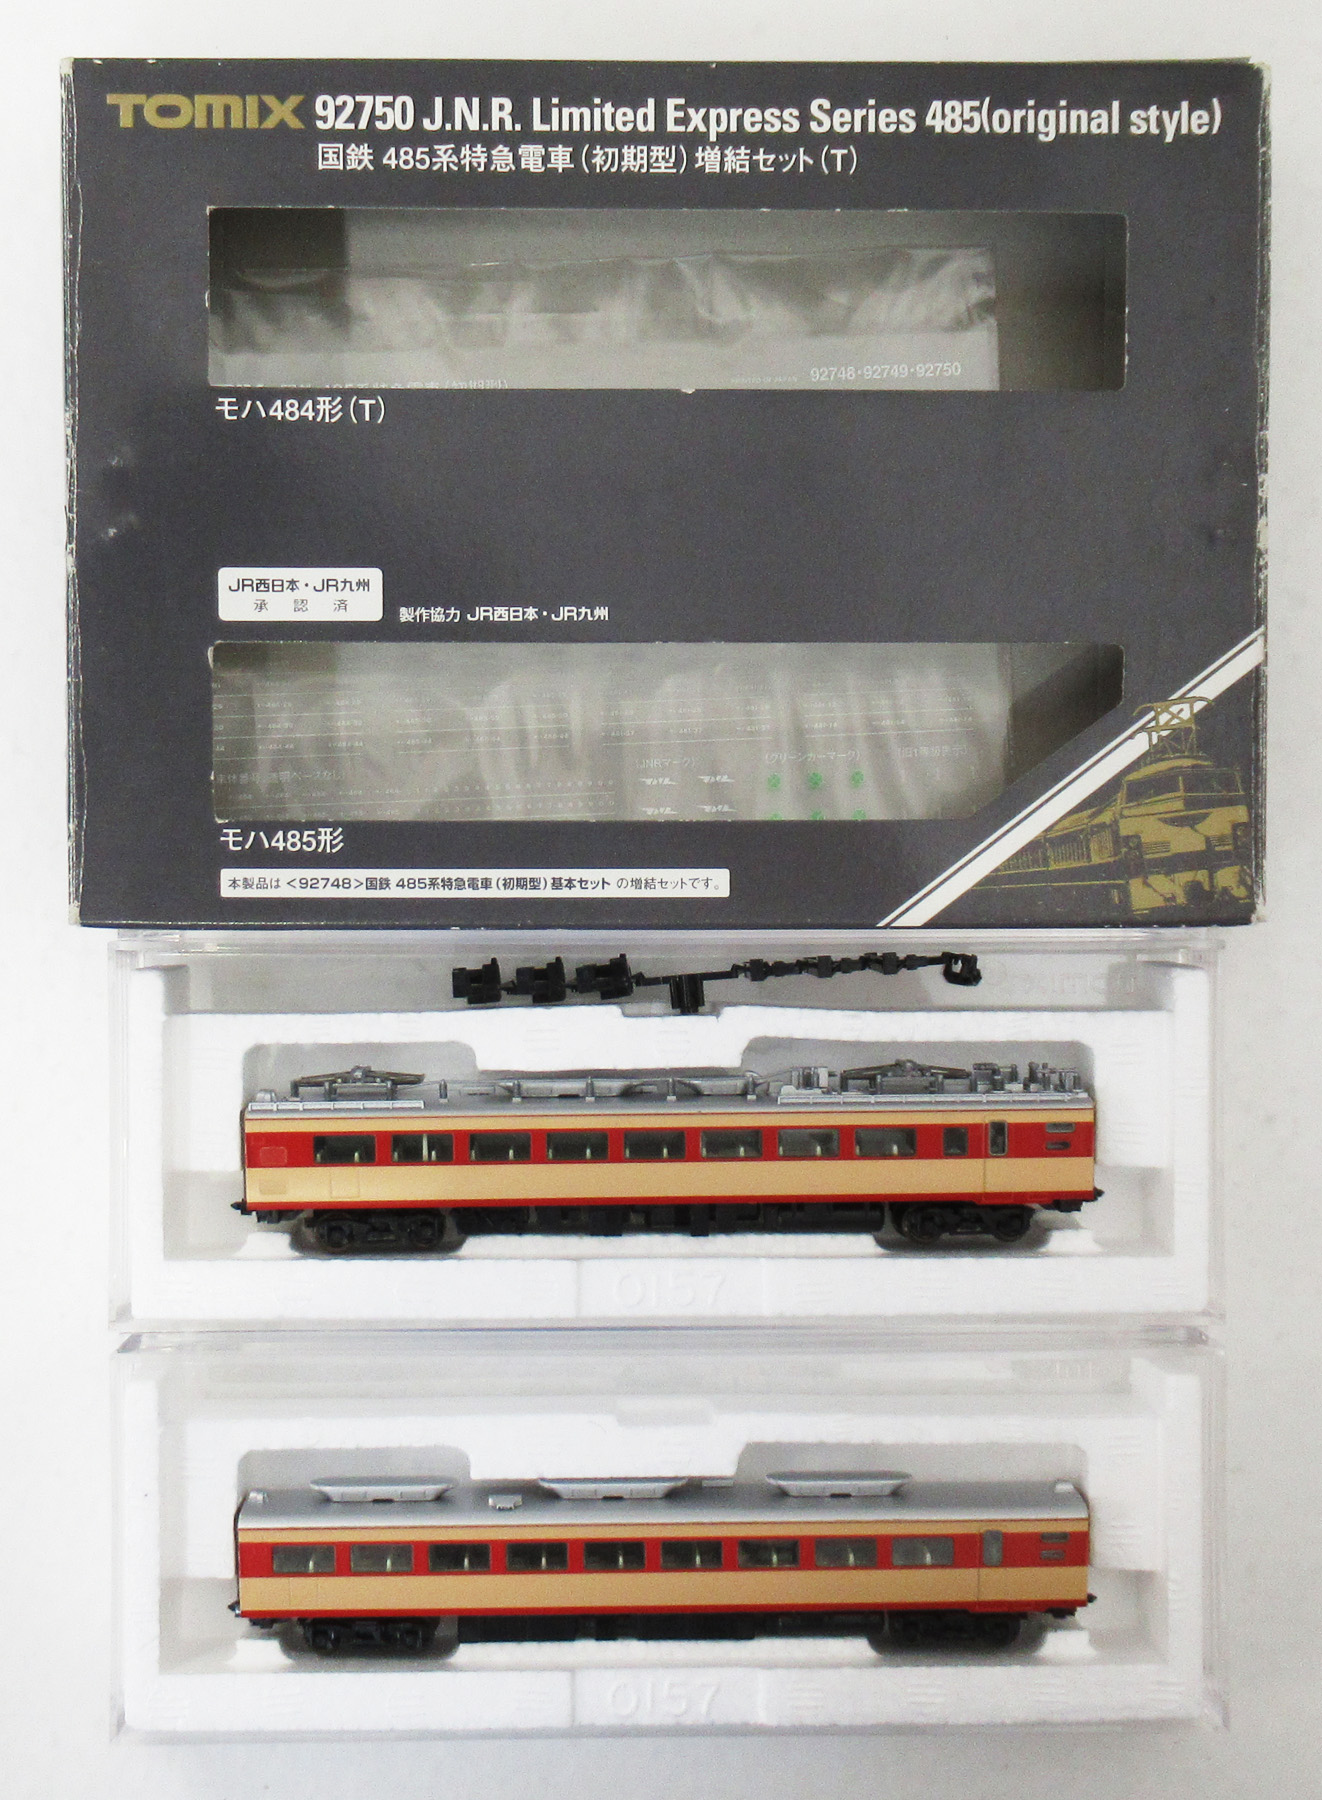 TOMIX 92750 J.N.R. Limited Express Series 485(original style)
国鉄 485系特急電車(初期型)増結セット(T)
PRINTED IN JAPAN 92748・92749・92750
モハ484形(T)
JR西日本・JR九州
承認済
製作協力 JR西日本・JR九州
(JNRマーク) (グリーンカーマーク)
モハ485形
本製品は<92748>国鉄 485系特急電車(初期型)基本セット の増結セットです。
0157
0157